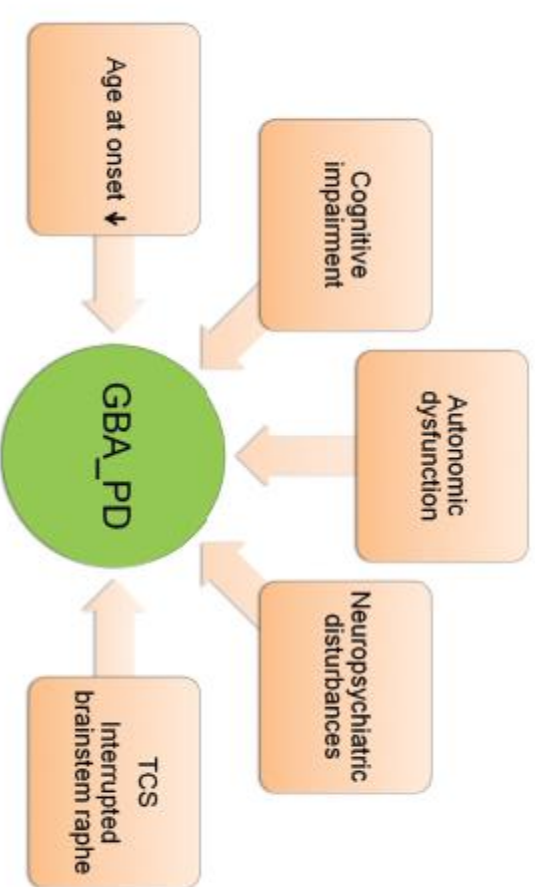 Age at onset ↓
Cognitive
impairment
Autonomic
dysfunction
Neuropsychiatric
disturbances
TCS
Interrupted
brainstem raphe
GBA_PD